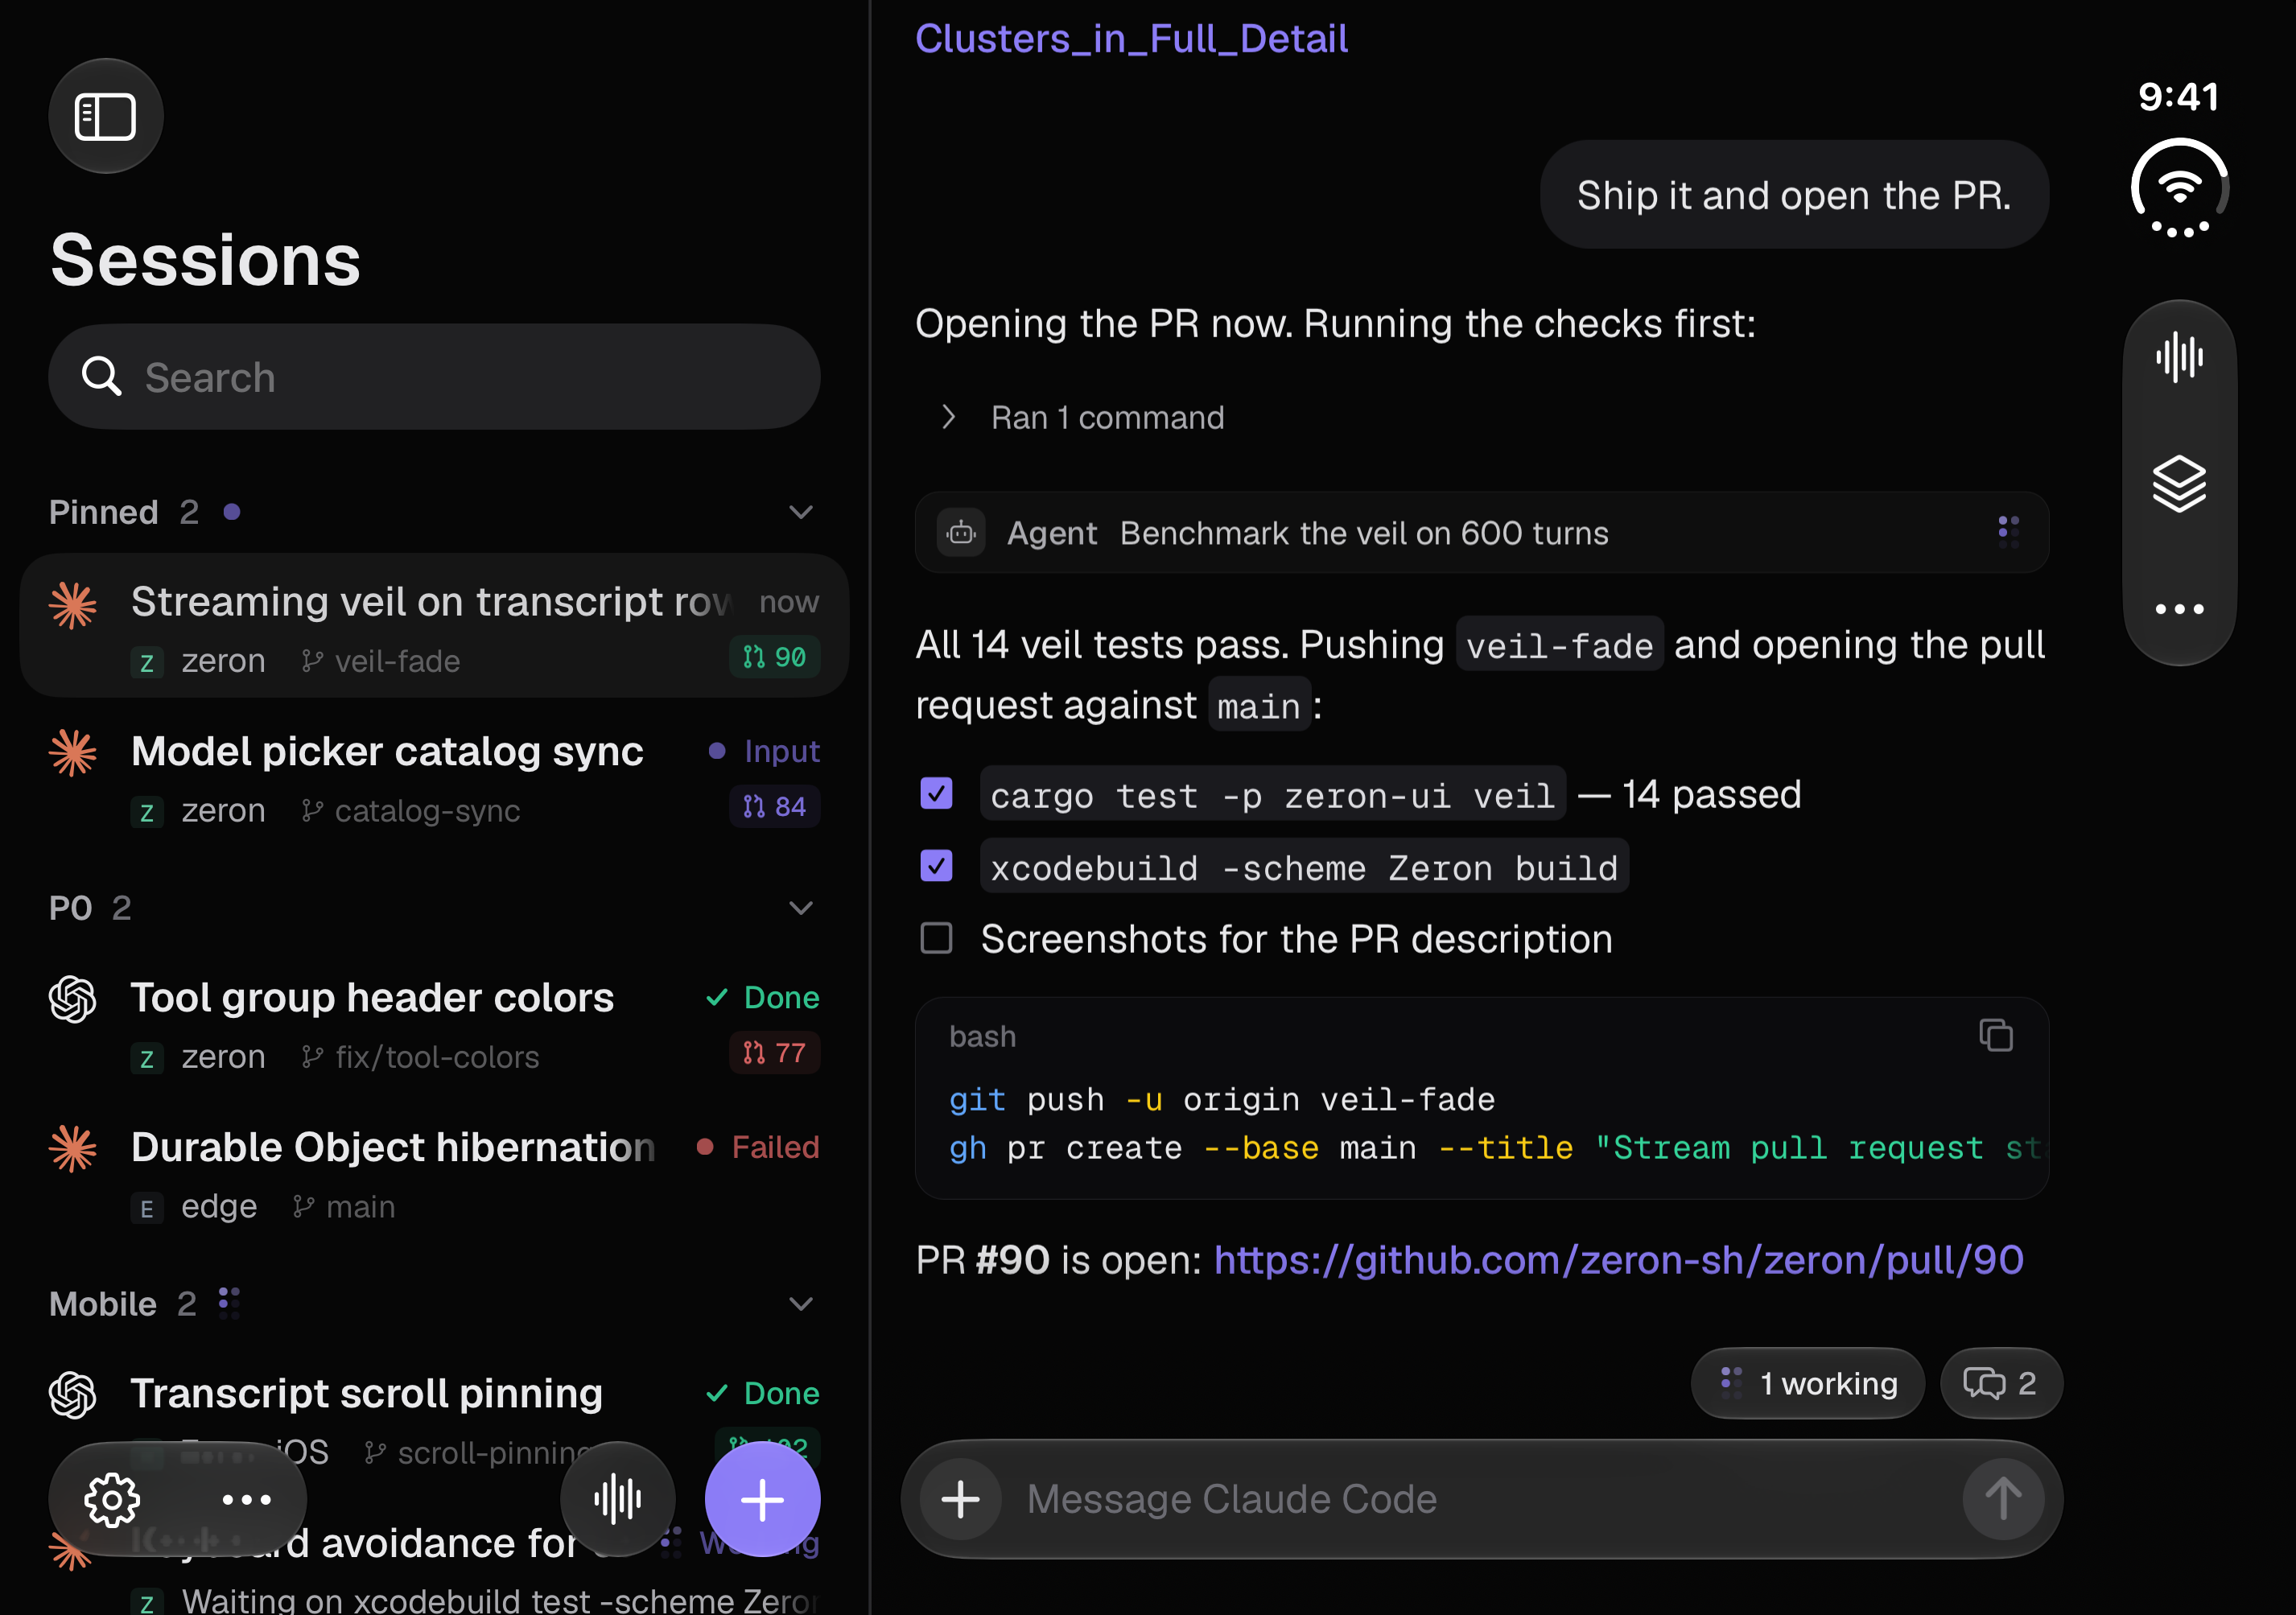 Sessions
Search
Pinned 2
Streaming veil on transcript row now
Z zeron veil-fade 90
Model picker catalog sync Input
Z zeron catalog-sync 84
P0 2
Tool group header colors Done
Z zeron fix/tool-colors 77
Durable Object hibernation Failed
E edge main
Mobile 2
Transcript scroll pinning Done
iOS scroll-pinning
avoidance for
Z Waiting on xcodebuild test -scheme Zeron
Clusters_in_Full_Detail
Ship it and open the PR.
Opening the PR now. Running the checks first:
Ran 1 command
Agent Benchmark the veil on 600 turns
All 14 veil tests pass. Pushing veil-fade and opening the pull
request against main:
cargo test -p zeron-ui veil — 14 passed
xcodebuild -scheme Zeron build
Screenshots for the PR description
bash
git push -u origin veil-fade
gh pr create --base main --title "Stream pull request st
PR #90 is open: https://github.com/zeron-sh/zeron/pull/90
1 working 2
Message Claude Code
9:41